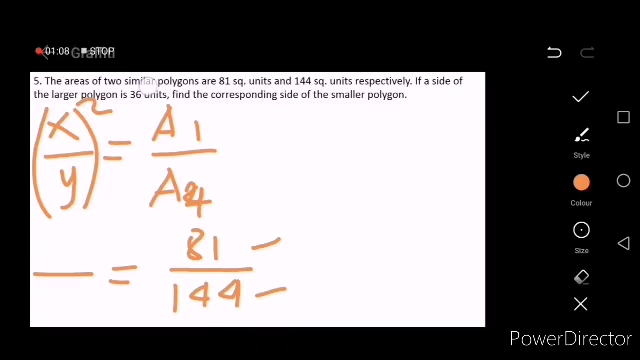 01:08 STOP
5. The areas of two similar polygons are 81 sq. units and 144 sq. units respectively. If a side of
the larger polygon is 36 units, find the corresponding side of the smaller polygon.
(x/y)² = A1/A
81
— = —
144
Style
Colour
Size
PowerDirector